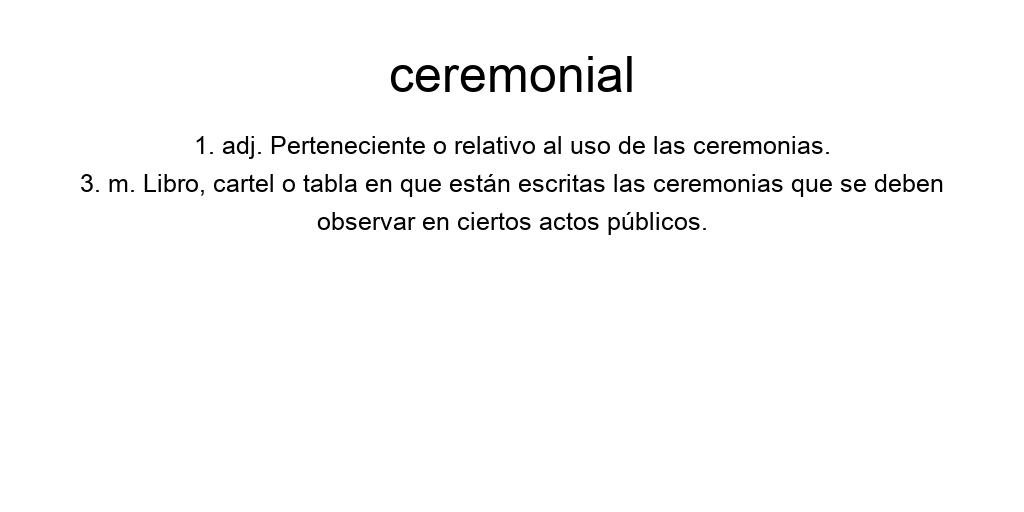 ceremonial
1. adj. Perteneciente o relativo al uso de las ceremonias.
3. m. Libro, cartel o tabla en que están escritas las ceremonias que se deben
observar en ciertos actos públicos.